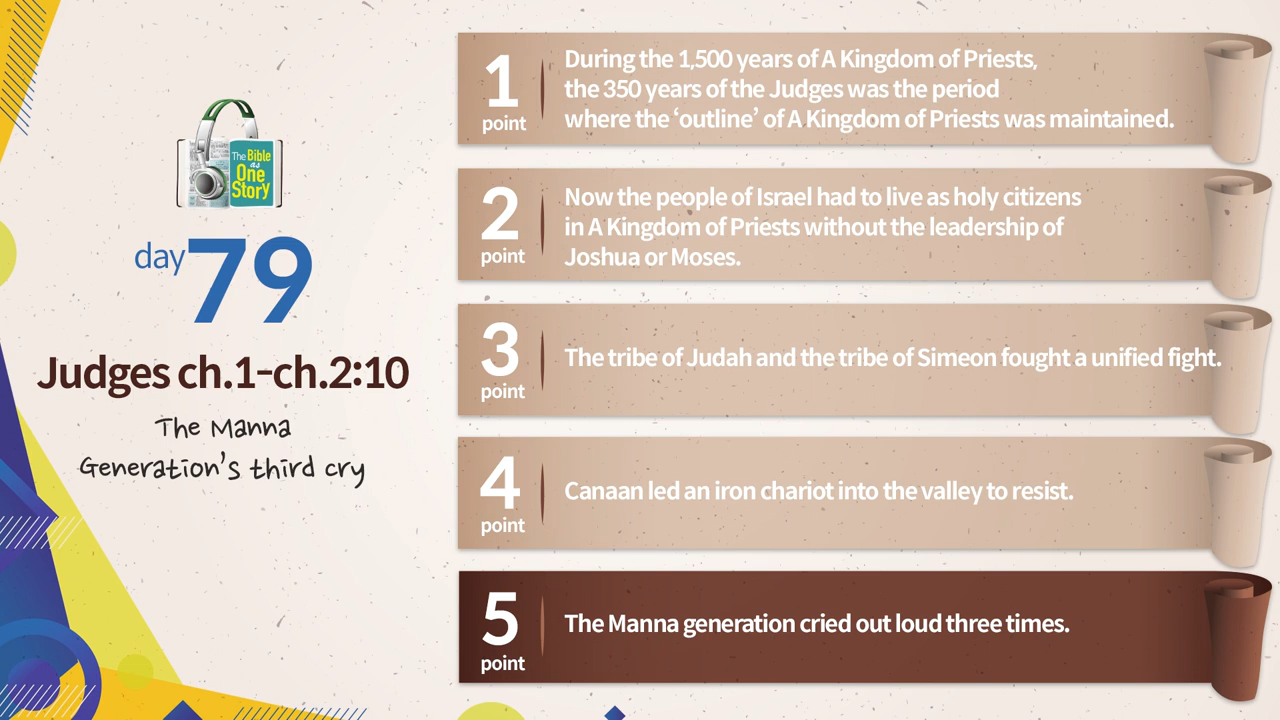 The Bible
as
One
Story
day79
Judges ch.1-ch.2:10
The Manna
Generation's third cry
1
point
During the 1,500 years of A Kingdom of Priests,
the 350 years of the Judges was the period
where the ‘outline’ of A Kingdom of Priests was maintained.
2
point
Now the people of Israel had to live as holy citizens
in A Kingdom of Priests without the leadership of
Joshua or Moses.
3
point
The tribe of Judah and the tribe of Simeon fought a unified fight.
4
point
Canaan led an iron chariot into the valley to resist.
5
point
The Manna generation cried out loud three times.